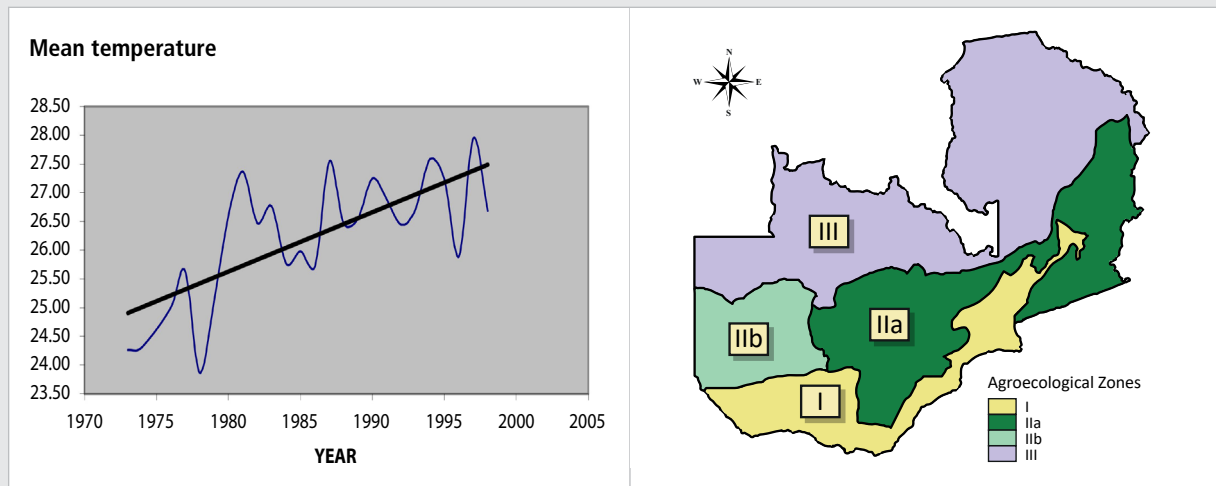 Mean temperature
28.50
28.00
27.50
27.00
26.50
26.00
25.50
25.00
24.50
24.00
23.50
1970 1975 1980 1985 1990 1995 2000 2005
YEAR
N
W E
S
III
IIb
IIa
I
Agroecological Zones
I
IIa
IIb
III